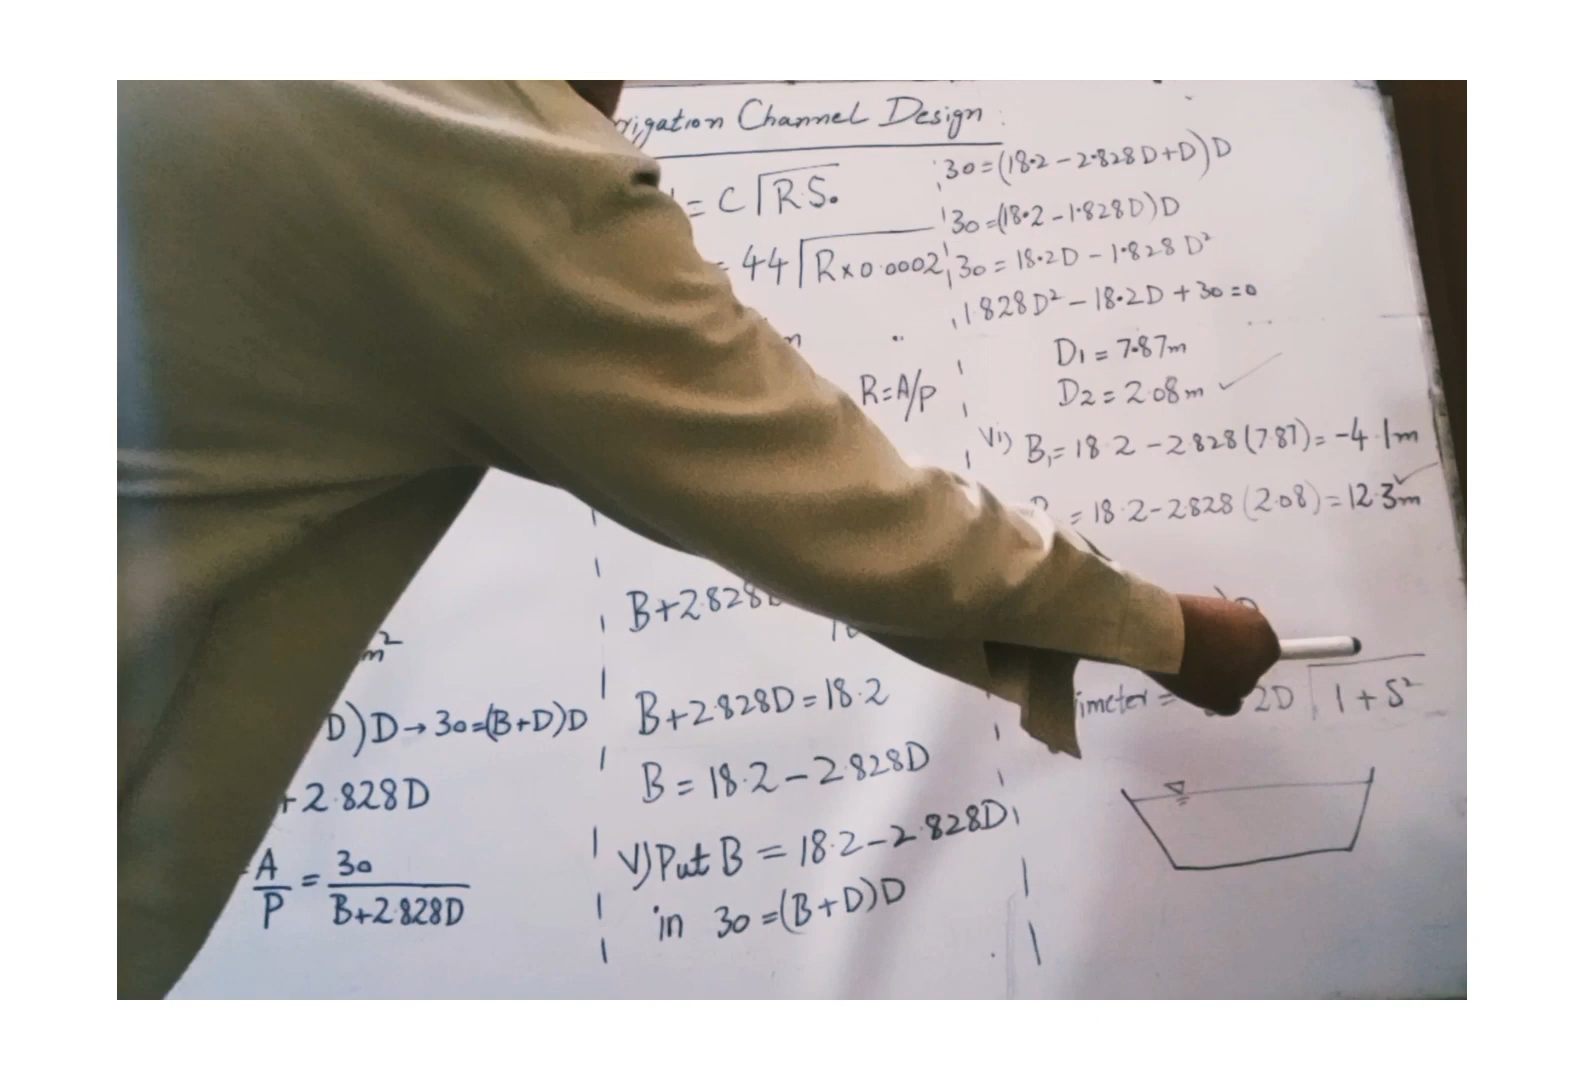 Channel Design :
= C√RS.
= 44√R×0.0002
R=A/P
m²
D)D→30=(B+D)D
+2.828D
A/P = 30/B+2.828D
B+2.828
B+2.828D=18.2
B = 18.2-2.828D
V) Put B = 18.2-2.828D
in 30=(B+D)D
30=(18.2-2.828D+D)D
30=(18.2-1.828D)D
30=18.2D-1.828D²
1.828D²-18.2D+30=0
D1 = 7.87m
D2 = 2.08m ✓
Vi) B1=18.2-2.828(7.87)=-4.1m
=18.2-2.828(2.08)=12.3m ✓
2D√1+S²